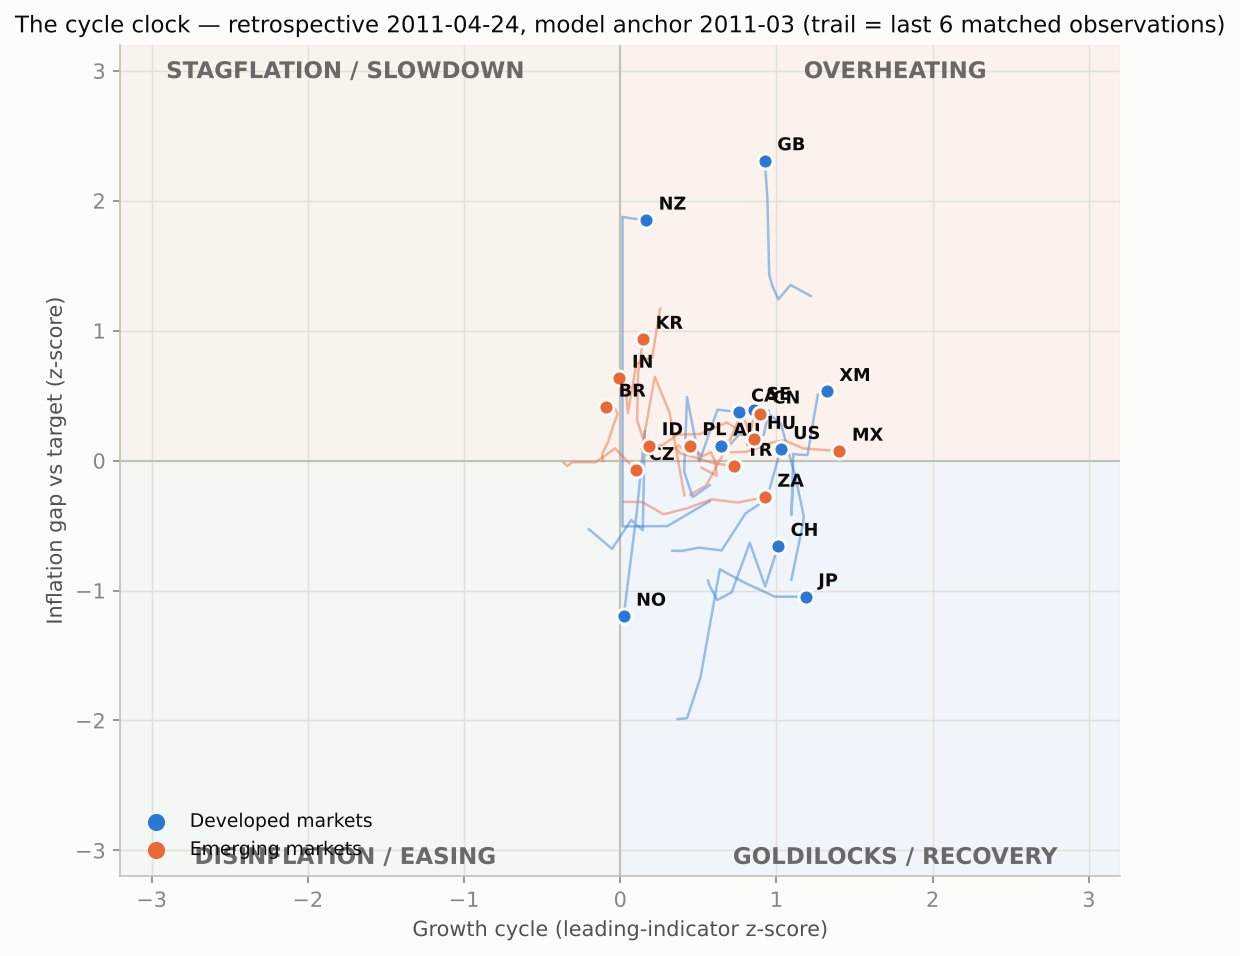 The cycle clock — retrospective 2011-04-24, model anchor 2011-03 (trail = last 6 matched observations)
STAGFLATION / SLOWDOWN
OVERHEATING
GB
NZ
KR
IN
BR
XM
CA
SE
CN
HU
ID
PL
AU
US
MX
CZ
TR
ZA
CH
JP
NO
Developed markets
Emerging markets
DISINFLATION / EASING
GOLDILOCKS / RECOVERY
3
2
1
0
−1
−2
−3
−3
−2
−1
0
1
2
3
Inflation gap vs target (z-score)
Growth cycle (leading-indicator z-score)